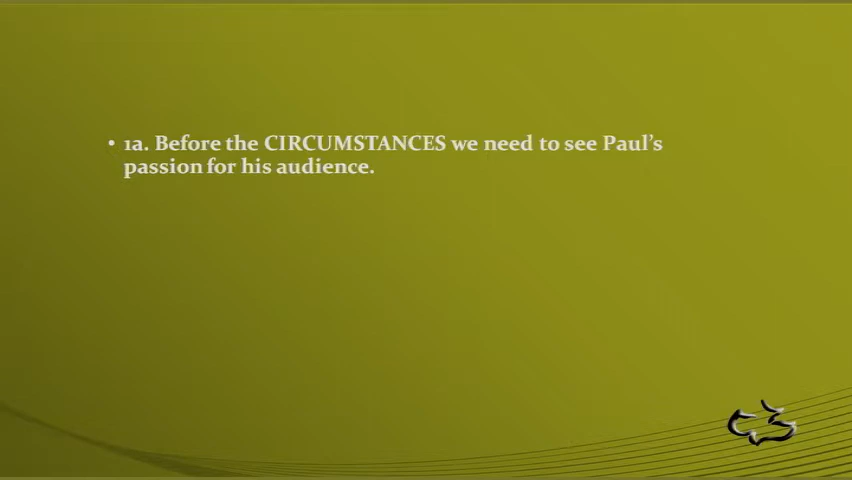 • 1a. Before the CIRCUMSTANCES we need to see Paul’s
passion for his audience.